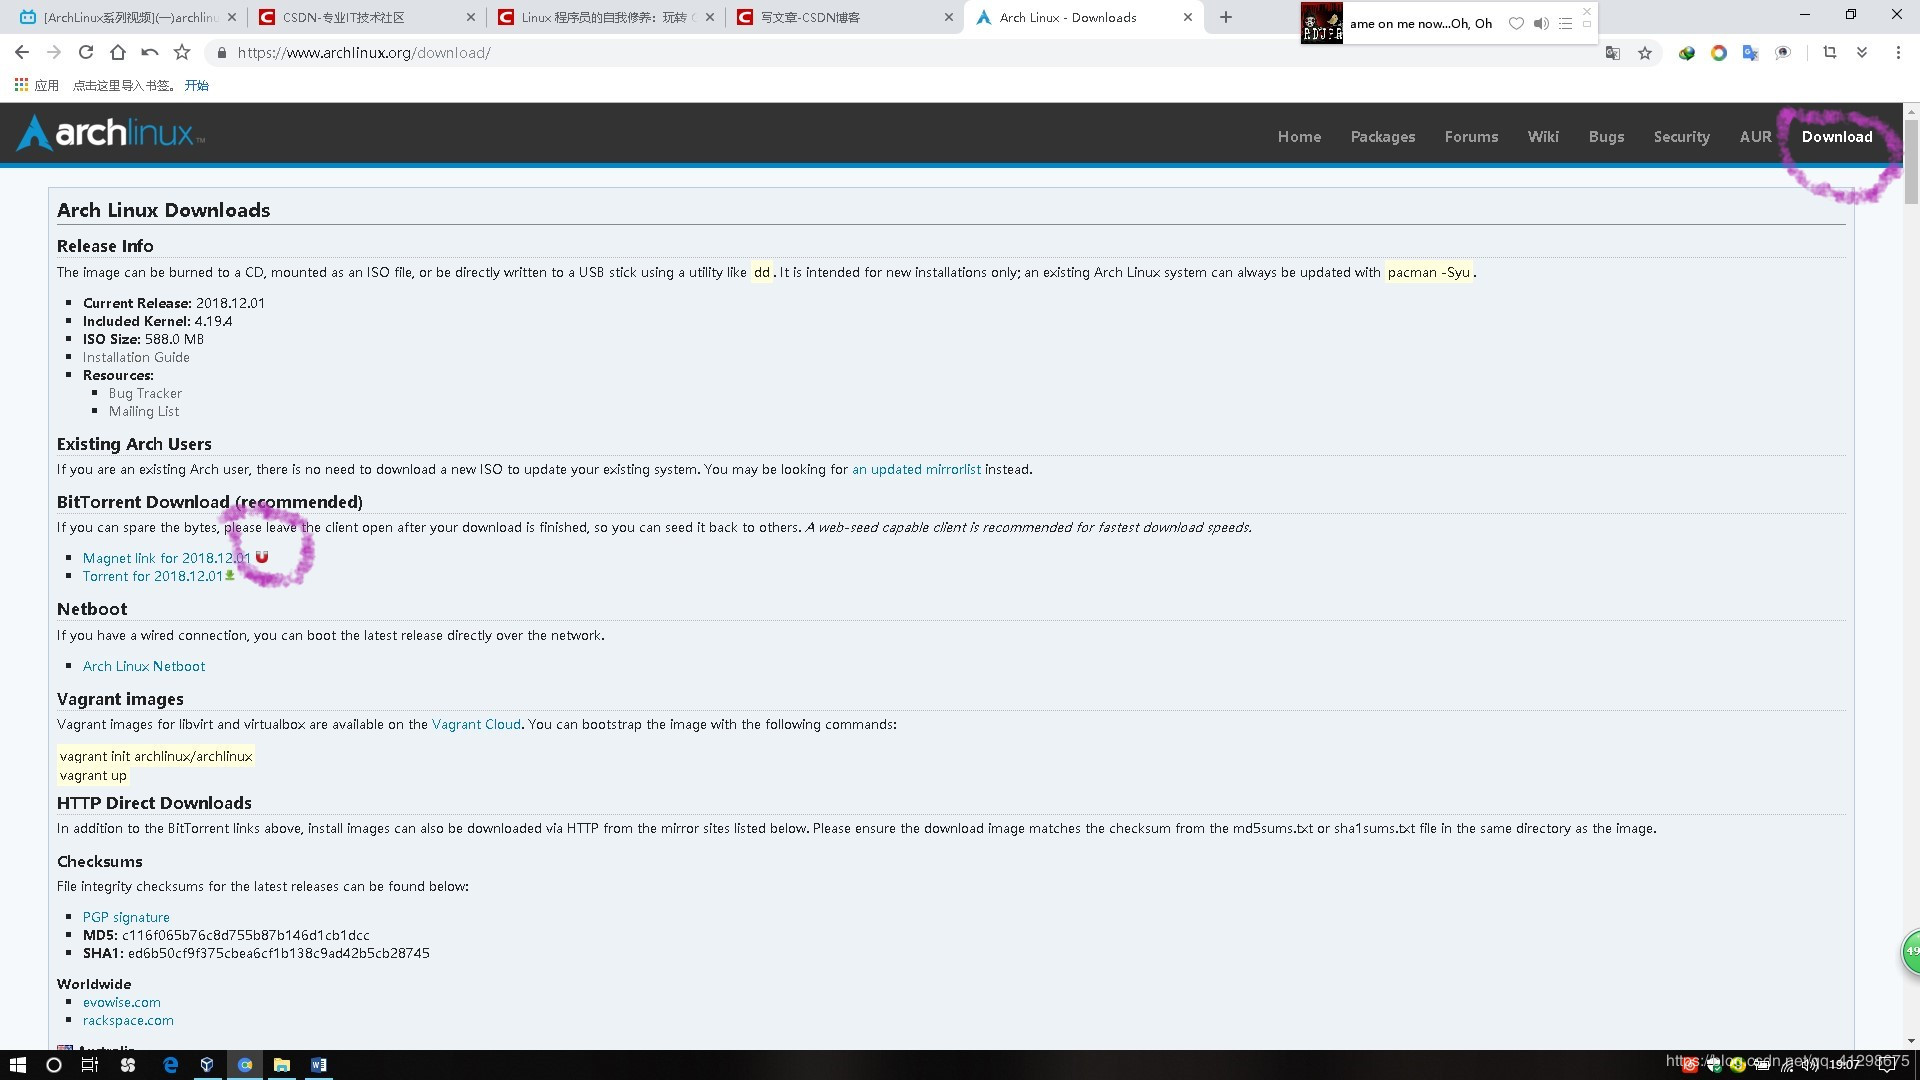 [ArchLinux系列视频](一)archlinu
CSDN-专业IT技术社区
Linux 程序员的自我修养：玩转
写文章-CSDN博客
Arch Linux - Downloads
ame on me now...Oh, Oh
https://www.archlinux.org/download/
应用 点击这里导入书签。 开始
archlinux™
Home Packages Forums Wiki Bugs Security AUR Download
Arch Linux Downloads
Release Info
The image can be burned to a CD, mounted as an ISO file, or be directly written to a USB stick using a utility like dd. It is intended for new installations only; an existing Arch Linux system can always be updated with pacman -Syu.
Current Release: 2018.12.01
Included Kernel: 4.19.4
ISO Size: 588.0 MB
Installation Guide
Resources:
Bug Tracker
Mailing List
Existing Arch Users
If you are an existing Arch user, there is no need to download a new ISO to update your existing system. You may be looking for an updated mirrorlist instead.
BitTorrent Download (recommended)
If you can spare the bytes, please leave the client open after your download is finished, so you can seed it back to others. A web-seed capable client is recommended for fastest download speeds.
Magnet link for 2018.12.01
Torrent for 2018.12.01
Netboot
If you have a wired connection, you can boot the latest release directly over the network.
Arch Linux Netboot
Vagrant images
Vagrant images for libvirt and virtualbox are available on the Vagrant Cloud. You can bootstrap the image with the following commands:
vagrant init archlinux/archlinux
vagrant up
HTTP Direct Downloads
In addition to the BitTorrent links above, install images can also be downloaded via HTTP from the mirror sites listed below. Please ensure the download image matches the checksum from the md5sums.txt or sha1sums.txt file in the same directory as the image.
Checksums
File integrity checksums for the latest releases can be found below:
PGP signature
MD5: c116f065b76c8d755b87b146d1cb1dcc
SHA1: ed6b50cf9f375cbea6cf1b138c9ad42b5cb28745
49
Worldwide
evowise.com
rackspace.com
Australia
https://blog.csdn.net/qq_41298675
19:07